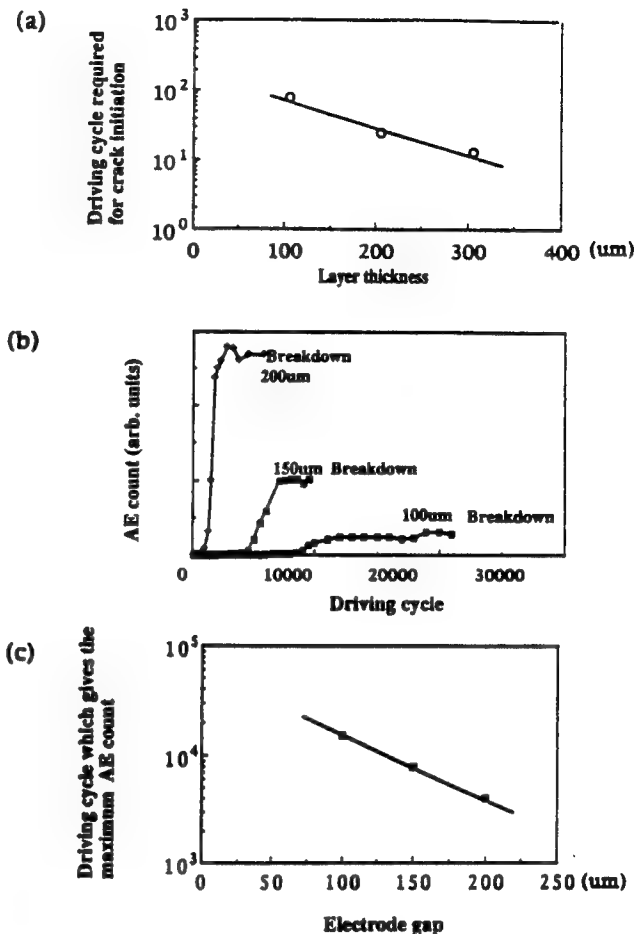 (a)
Driving cycle required
for crack initiation
10³
10²
10¹
10⁰
0 100 200 300 400 (um)
Layer thickness
(b)
AE count (arb. units)
Breakdown
200um
150um Breakdown
100um Breakdown
0 10000 20000 30000
Driving cycle
(c)
Driving cycle which gives the
maximum AE count
10⁵
10⁴
10³
0 50 100 150 200 250 (um)
Electrode gap